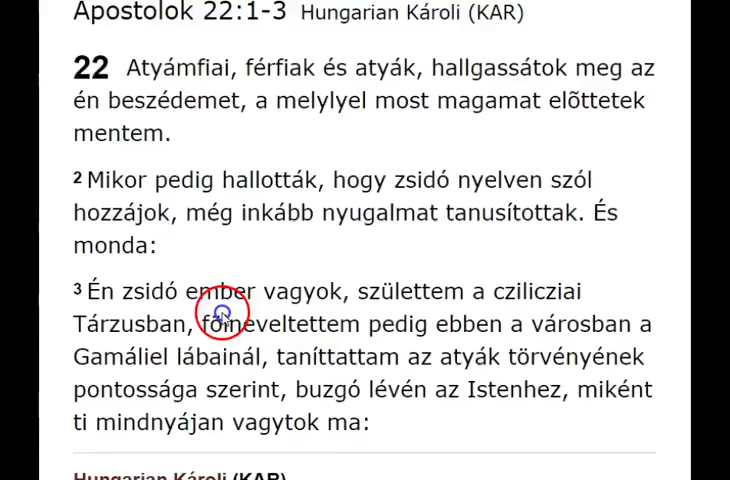 Apostolok 22:1-3 Hungarian Károli (KAR)
22 Atyámfiai, férfiak és atyák, hallgassátok meg az
én beszédemet, a melylyel most magamat elõttetek
mentem.
2 Mikor pedig hallották, hogy zsidó nyelven szól
hozzájok, még inkább nyugalmat tanusítottak. És
monda:
3 Én zsidó ember vagyok, születtem a czilicziai
Tárzusban, pedig ebben a városban a
Gamáliel lábainál, taníttattam az atyák törvényének
pontossága szerint, buzgó lévén az Istenhez, miként
ti mindnyájan vagytok ma:
Hungarian Károli (KAR)